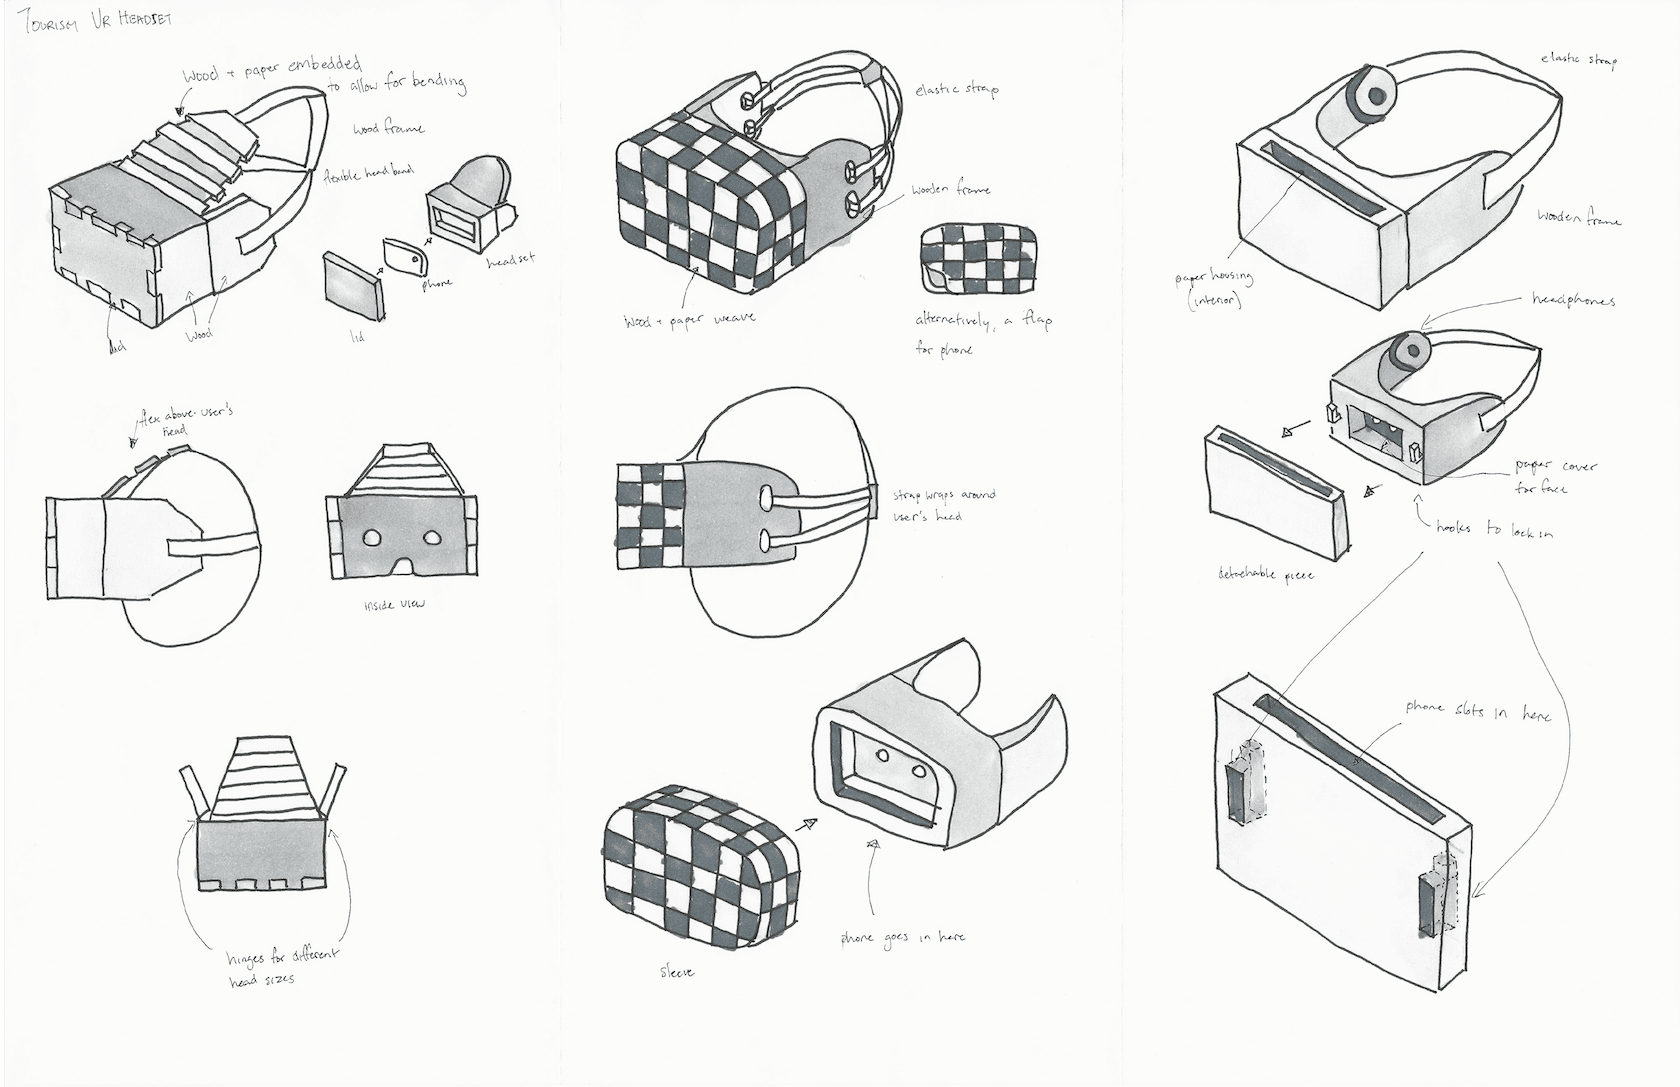 TOURISM VR HEADSET
Wood + paper embedded
to allow for bending
Wood frame
flexible head band
headset
phone
lid
lid
Wood
flex above user's
head
inside view
hinges for different
head sizes
elastic strap
wooden frame
Wood + paper weave
alternatively, a flap
for phone
strap wraps around
user's head
phone goes in here
sleeve
elastic strap
wooden frame
paper housing
(interior)
headphones
paper cover
for face
hooks to lock in
detachable piece
phone slots in here